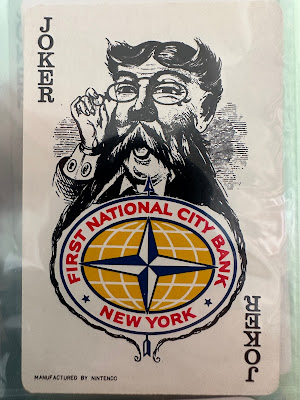 JOKER
FIRST NATIONAL CITY BANK
NEW YORK
JOKER
MANUFACTURED BY NINTENDO